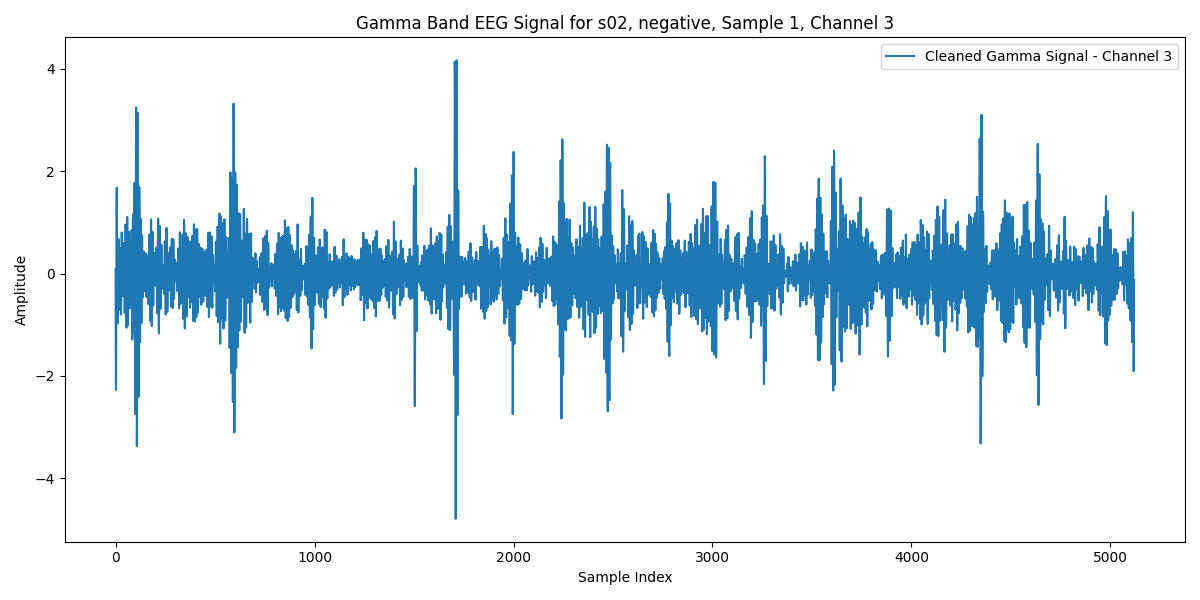 Gamma Band EEG Signal for s02, negative, Sample 1, Channel 3
Cleaned Gamma Signal - Channel 3
Amplitude
4
2
0
−2
−4
0 1000 2000 3000 4000 5000
Sample Index